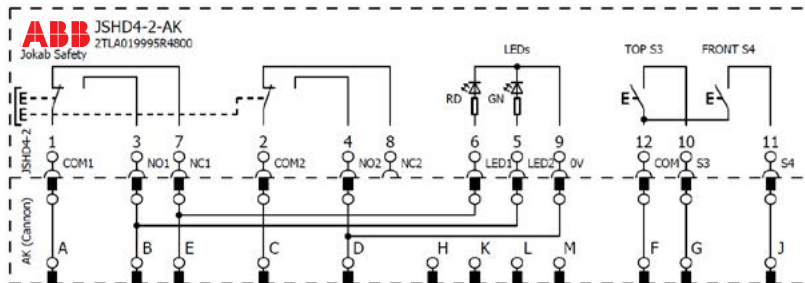 ABB JSHD4-2-AK
2TLA019995R4800
Jokab Safety
LEDs
TOP S3
FRONT S4
RD
GN
E
E
E
E
JSHD4-2
1 3 7 2 4 8 6 5 9 12 10 11
COM1 NO1 NC1 COM2 NO2 NC2 LED1 LED2 0V COM S3 S4
AK (Cannon)
A B E C D H K L M F G J